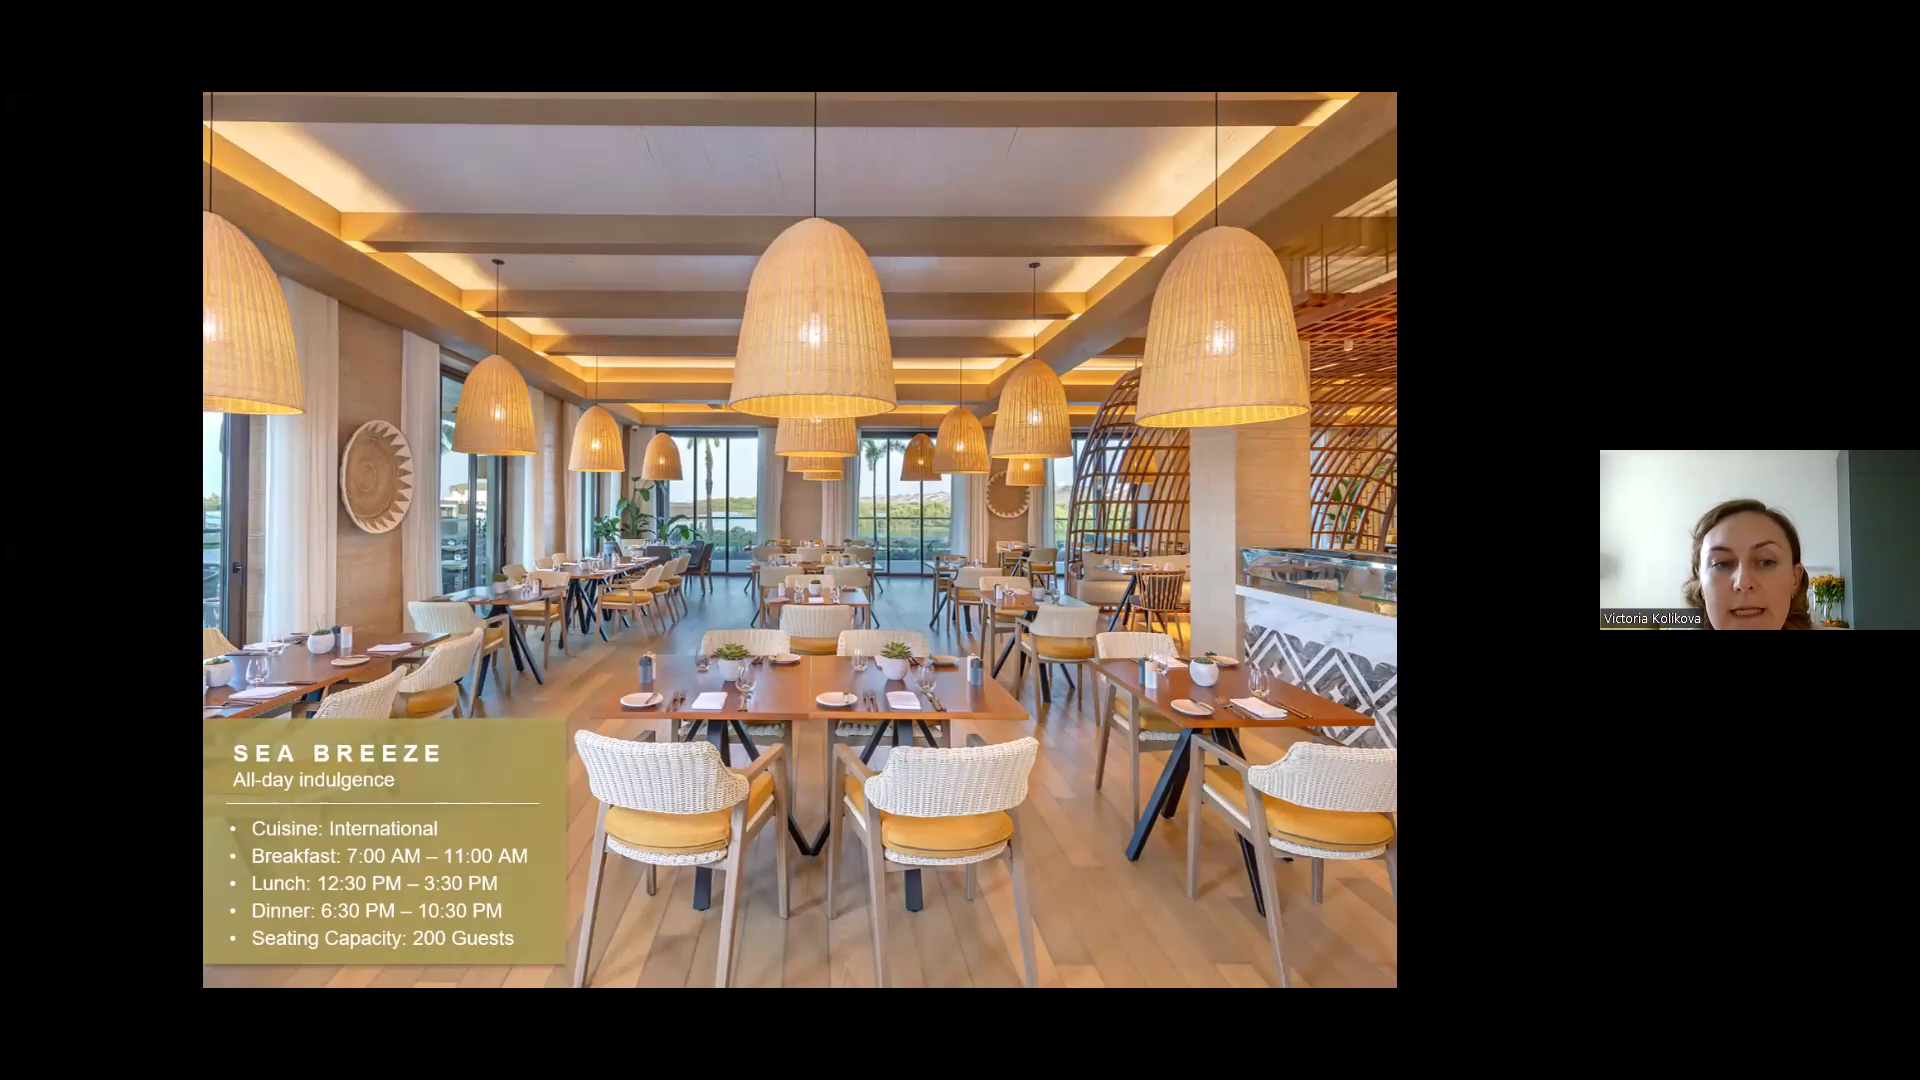 SEA BREEZE
All-day indulgence
• Cuisine: International
• Breakfast: 7:00 AM – 11:00 AM
• Lunch: 12:30 PM – 3:30 PM
• Dinner: 6:30 PM – 10:30 PM
• Seating Capacity: 200 Guests
Victoria Kolikova